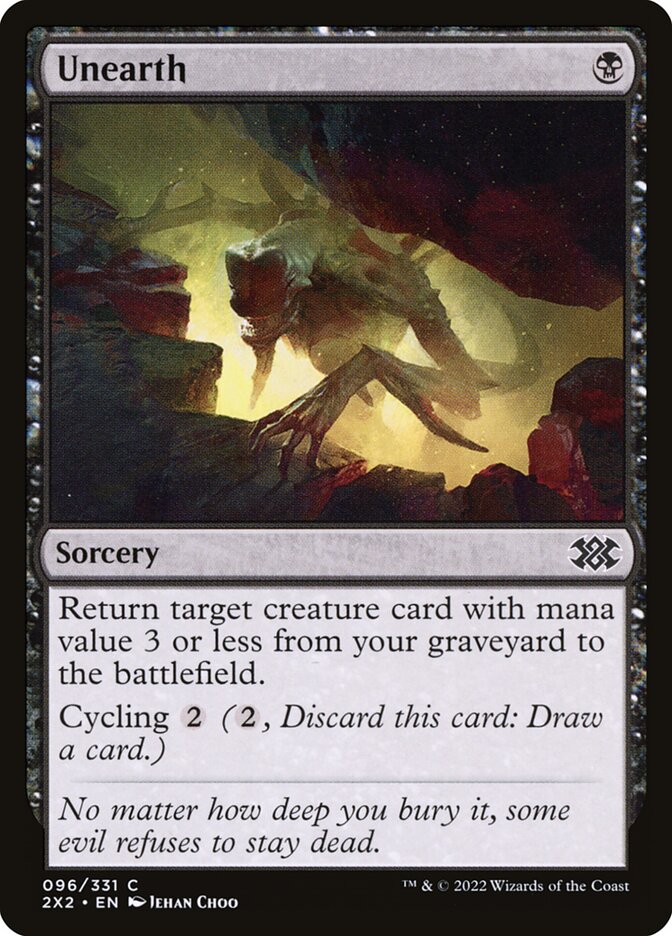 Unearth
Sorcery
Return target creature card with mana
value 3 or less from your graveyard to
the battlefield.
Cycling 2 (2, Discard this card: Draw
a card.)
No matter how deep you bury it, some
evil refuses to stay dead.
096/331 C
™ & © 2022 Wizards of the Coast
2X2 • EN Jehan Choo